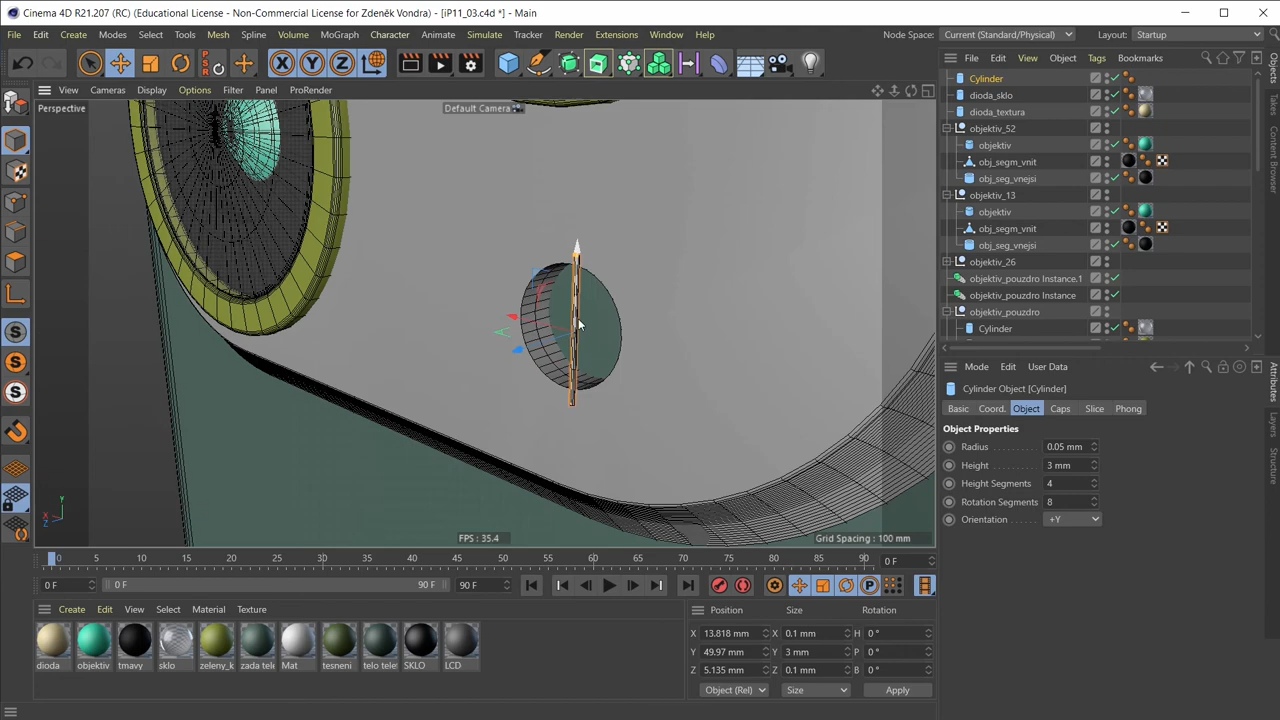 Cinema 4D R21.207 (RC) (Educational License - Non-Commercial License for Zdeněk Vondra) - [iP11_03.c4d *] - Main
File Edit Create Modes Select Tools Mesh Spline Volume MoGraph Character Animate Simulate Tracker Render Extensions Window Help Node Space: Current (Standard/Physical) Layout: Startup
PSR
X Y Z
File Edit View Object Tags Bookmarks
View Cameras Display Options Filter Panel ProRender
Perspective
Default Camera
Cylinder
dioda_sklo
dioda_textura
objektiv_52
objektiv
obj_segm_vnit
obj_seg_vnejsi
objektiv_13
objektiv
obj_segm_vnit
obj_seg_vnejsi
objektiv_26
objektiv_pouzdro Instance.1
objektiv_pouzdro Instance
objektiv_pouzdro
Cylinder
Objects
Takes
Content Browser
Mode Edit User Data
Cylinder Object [Cylinder]
Basic Coord. Object Caps Slice Phong
Object Properties
Radius 0.05 mm
Height 3 mm
Height Segments 4
Rotation Segments 8
Orientation +Y
Attributes
Layers
Structure
Y
X
Z
FPS : 35.4
Grid Spacing : 100 mm
0 5 10 15 20 25 30 35 40 45 50 55 60 65 70 75 80 85 90 0 F
0 F 0 F 90 F 90 F
Create Edit View Select Material Texture
dioda objektiv tmavy sklo zeleny_k zada tele Mat tesneni telo telef SKLO LCD
Position Size Rotation
X 13.818 mm X 0.1 mm H 0 °
Y 49.97 mm Y 3 mm P 0 °
Z 5.135 mm Z 0.1 mm B 0 °
Object (Rel) Size Apply